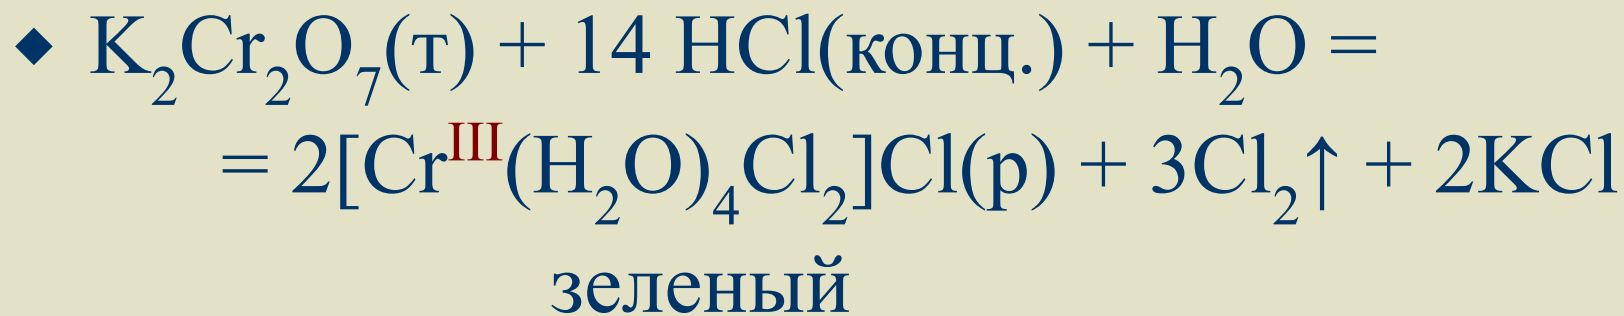 ◆ K₂Cr₂O₇(т) + 14 HCl(конц.) + H₂O =
= 2[Crᴵᴵᴵ(H₂O)₄Cl₂]Cl(р) + 3Cl₂↑ + 2KCl
зеленый